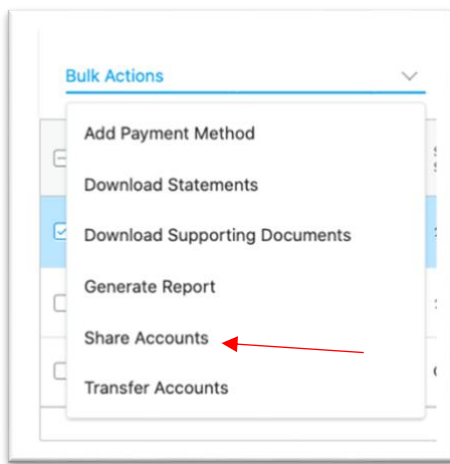 Bulk Actions
Add Payment Method
Download Statements
Download Supporting Documents
Generate Report
Share Accounts
Transfer Accounts